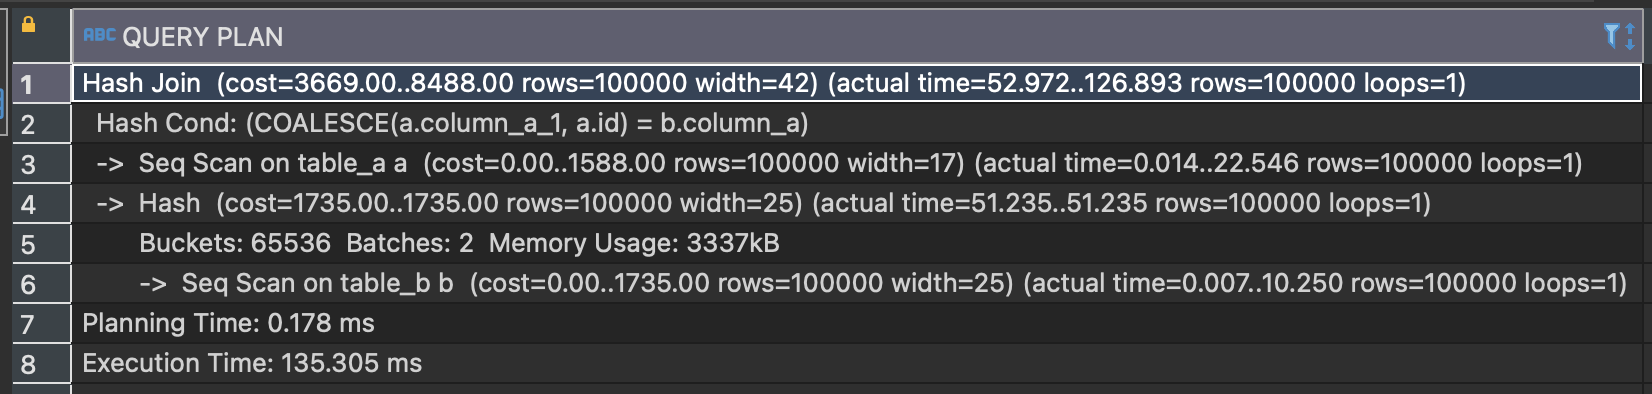 ABC QUERY PLAN
1 Hash Join  (cost=3669.00..8488.00 rows=100000 width=42) (actual time=52.972..126.893 rows=100000 loops=1)
2 Hash Cond: (COALESCE(a.column_a_1, a.id) = b.column_a)
3 ->  Seq Scan on table_a a  (cost=0.00..1588.00 rows=100000 width=17) (actual time=0.014..22.546 rows=100000 loops=1)
4 ->  Hash  (cost=1735.00..1735.00 rows=100000 width=25) (actual time=51.235..51.235 rows=100000 loops=1)
5 Buckets: 65536  Batches: 2  Memory Usage: 3337kB
6 ->  Seq Scan on table_b b  (cost=0.00..1735.00 rows=100000 width=25) (actual time=0.007..10.250 rows=100000 loops=1)
7 Planning Time: 0.178 ms
8 Execution Time: 135.305 ms